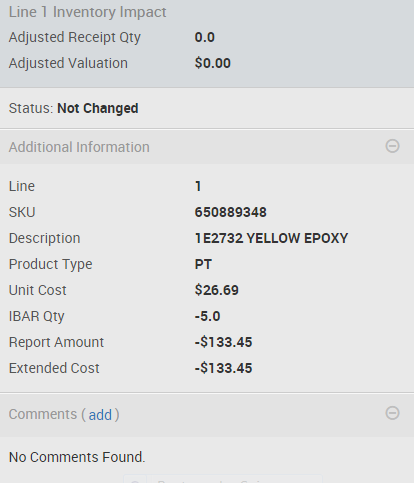 Line 1 Inventory Impact
Adjusted Receipt Qty 0.0
Adjusted Valuation $0.00
Status: Not Changed
Additional Information
Line 1
SKU 650889348
Description 1E2732 YELLOW EPOXY
Product Type PT
Unit Cost $26.69
IBAR Qty -5.0
Report Amount -$133.45
Extended Cost -$133.45
Comments ( add )
No Comments Found.